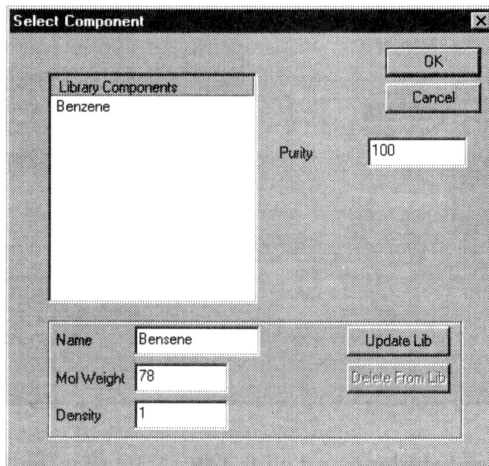 Select Component
OK
Library Components
Cancel
Benzene
Purity 100
Name Bensene Update Lib
Mol Weight 78 Delete From Lib
Density 1